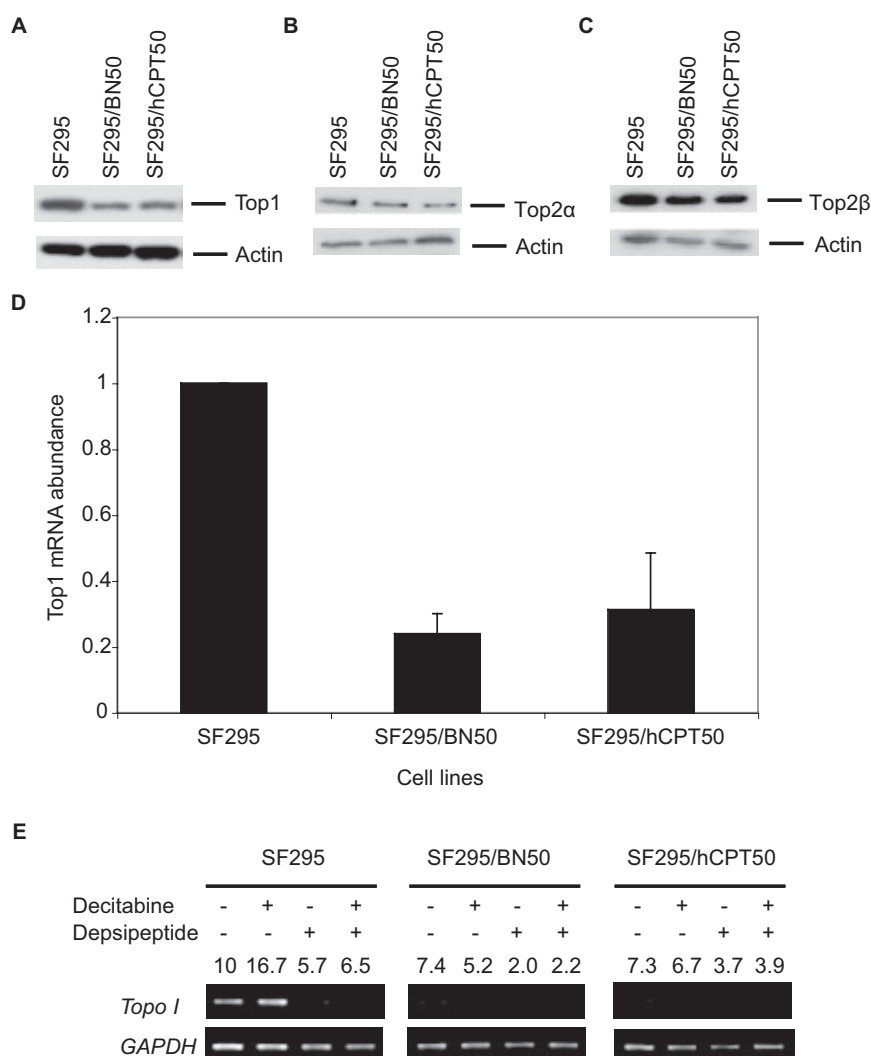 A
SF295
SF295/BN50
SF295/hCPT50
Top1
Actin
B
SF295
SF295/BN50
SF295/hCPT50
Top2α
Actin
C
SF295
SF295/BN50
SF295/hCPT50
Top2β
Actin
D
Top1 mRNA abundance
1.2
1
0.8
0.6
0.4
0.2
0
SF295 SF295/BN50 SF295/hCPT50
Cell lines
E
SF295 SF295/BN50 SF295/hCPT50
Decitabine - + - + - + - + - + - +
Depsipeptide - - + + - - + + - - + +
10 16.7 5.7 6.5 7.4 5.2 2.0 2.2 7.3 6.7 3.7 3.9
Topo I
GAPDH